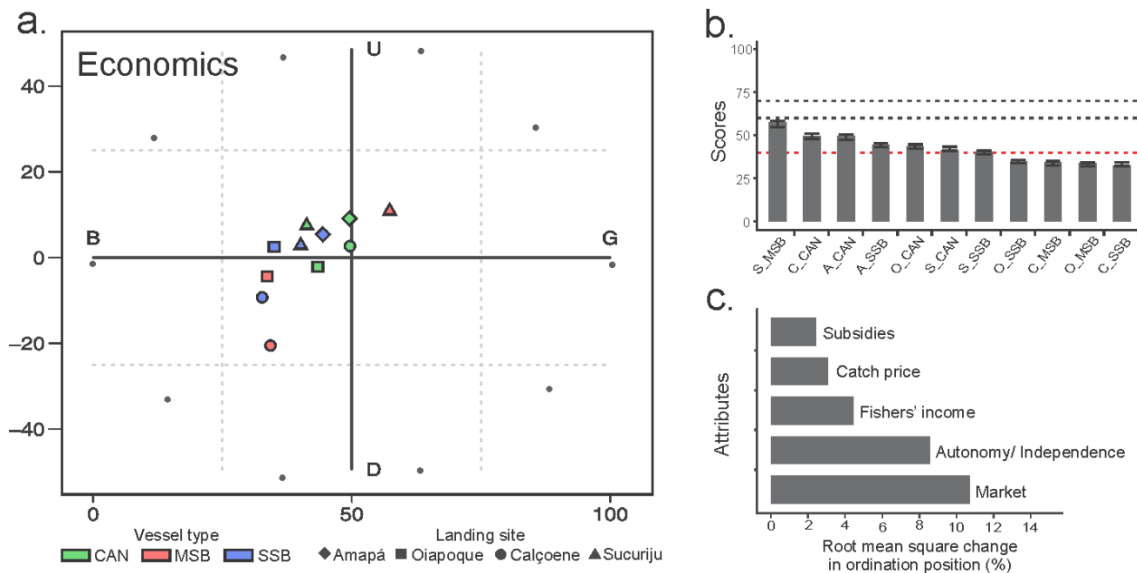 a.
Economics
U
B
G
D
40
20
0
−20
−40
0
50
100
Vessel type
Landing site
CAN
MSB
SSB
Amapá
Oiapoque
Calçoene
Sucuriju
b.
Scores
100
75
50
25
0
S_MSB
C_CAN
A_CAN
A_SSB
O_CAN
S_CAN
S_SSB
O_SSB
C_MSB
O_MSB
C_SSB
c.
Attributes
Subsidies
Catch price
Fishers' income
Autonomy/ Independence
Market
0 2 4 6 8 10 12 14
Root mean square change
in ordination position (%)